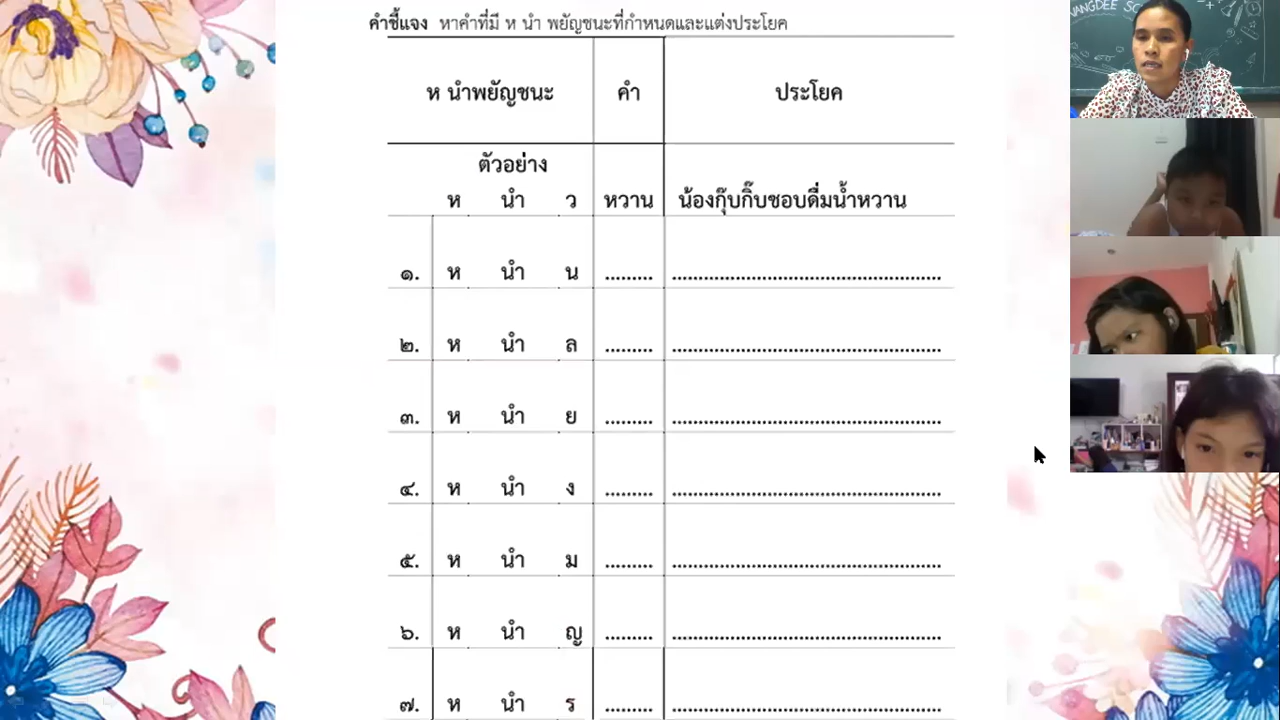 คำชี้แจง หาคำที่มี ห นำ พยัญชนะที่กำหนดและแต่งประโยค
ห นำพยัญชนะ คำ ประโยค
ตัวอย่าง
ห นำ ว หวาน น้องกุ๊บกิ๊บชอบดื่มน้ำหวาน
๑. ห นำ น ......... ..............................................
๒. ห นำ ล ......... ..............................................
๓. ห นำ ย ......... ..............................................
๔. ห นำ ง ......... ..............................................
๕. ห นำ ม ......... ..............................................
๖. ห นำ ญ ......... ..............................................
๗. ห นำ ร ......... ..............................................